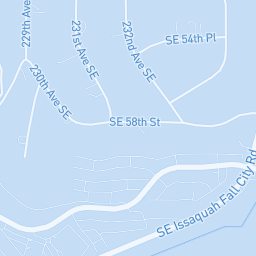 229th Ave
231st Ave SE
232nd Ave SE
SE 54th Pl
230th Ave SE
SE 58th St
SE Issaquah Fall City Rd